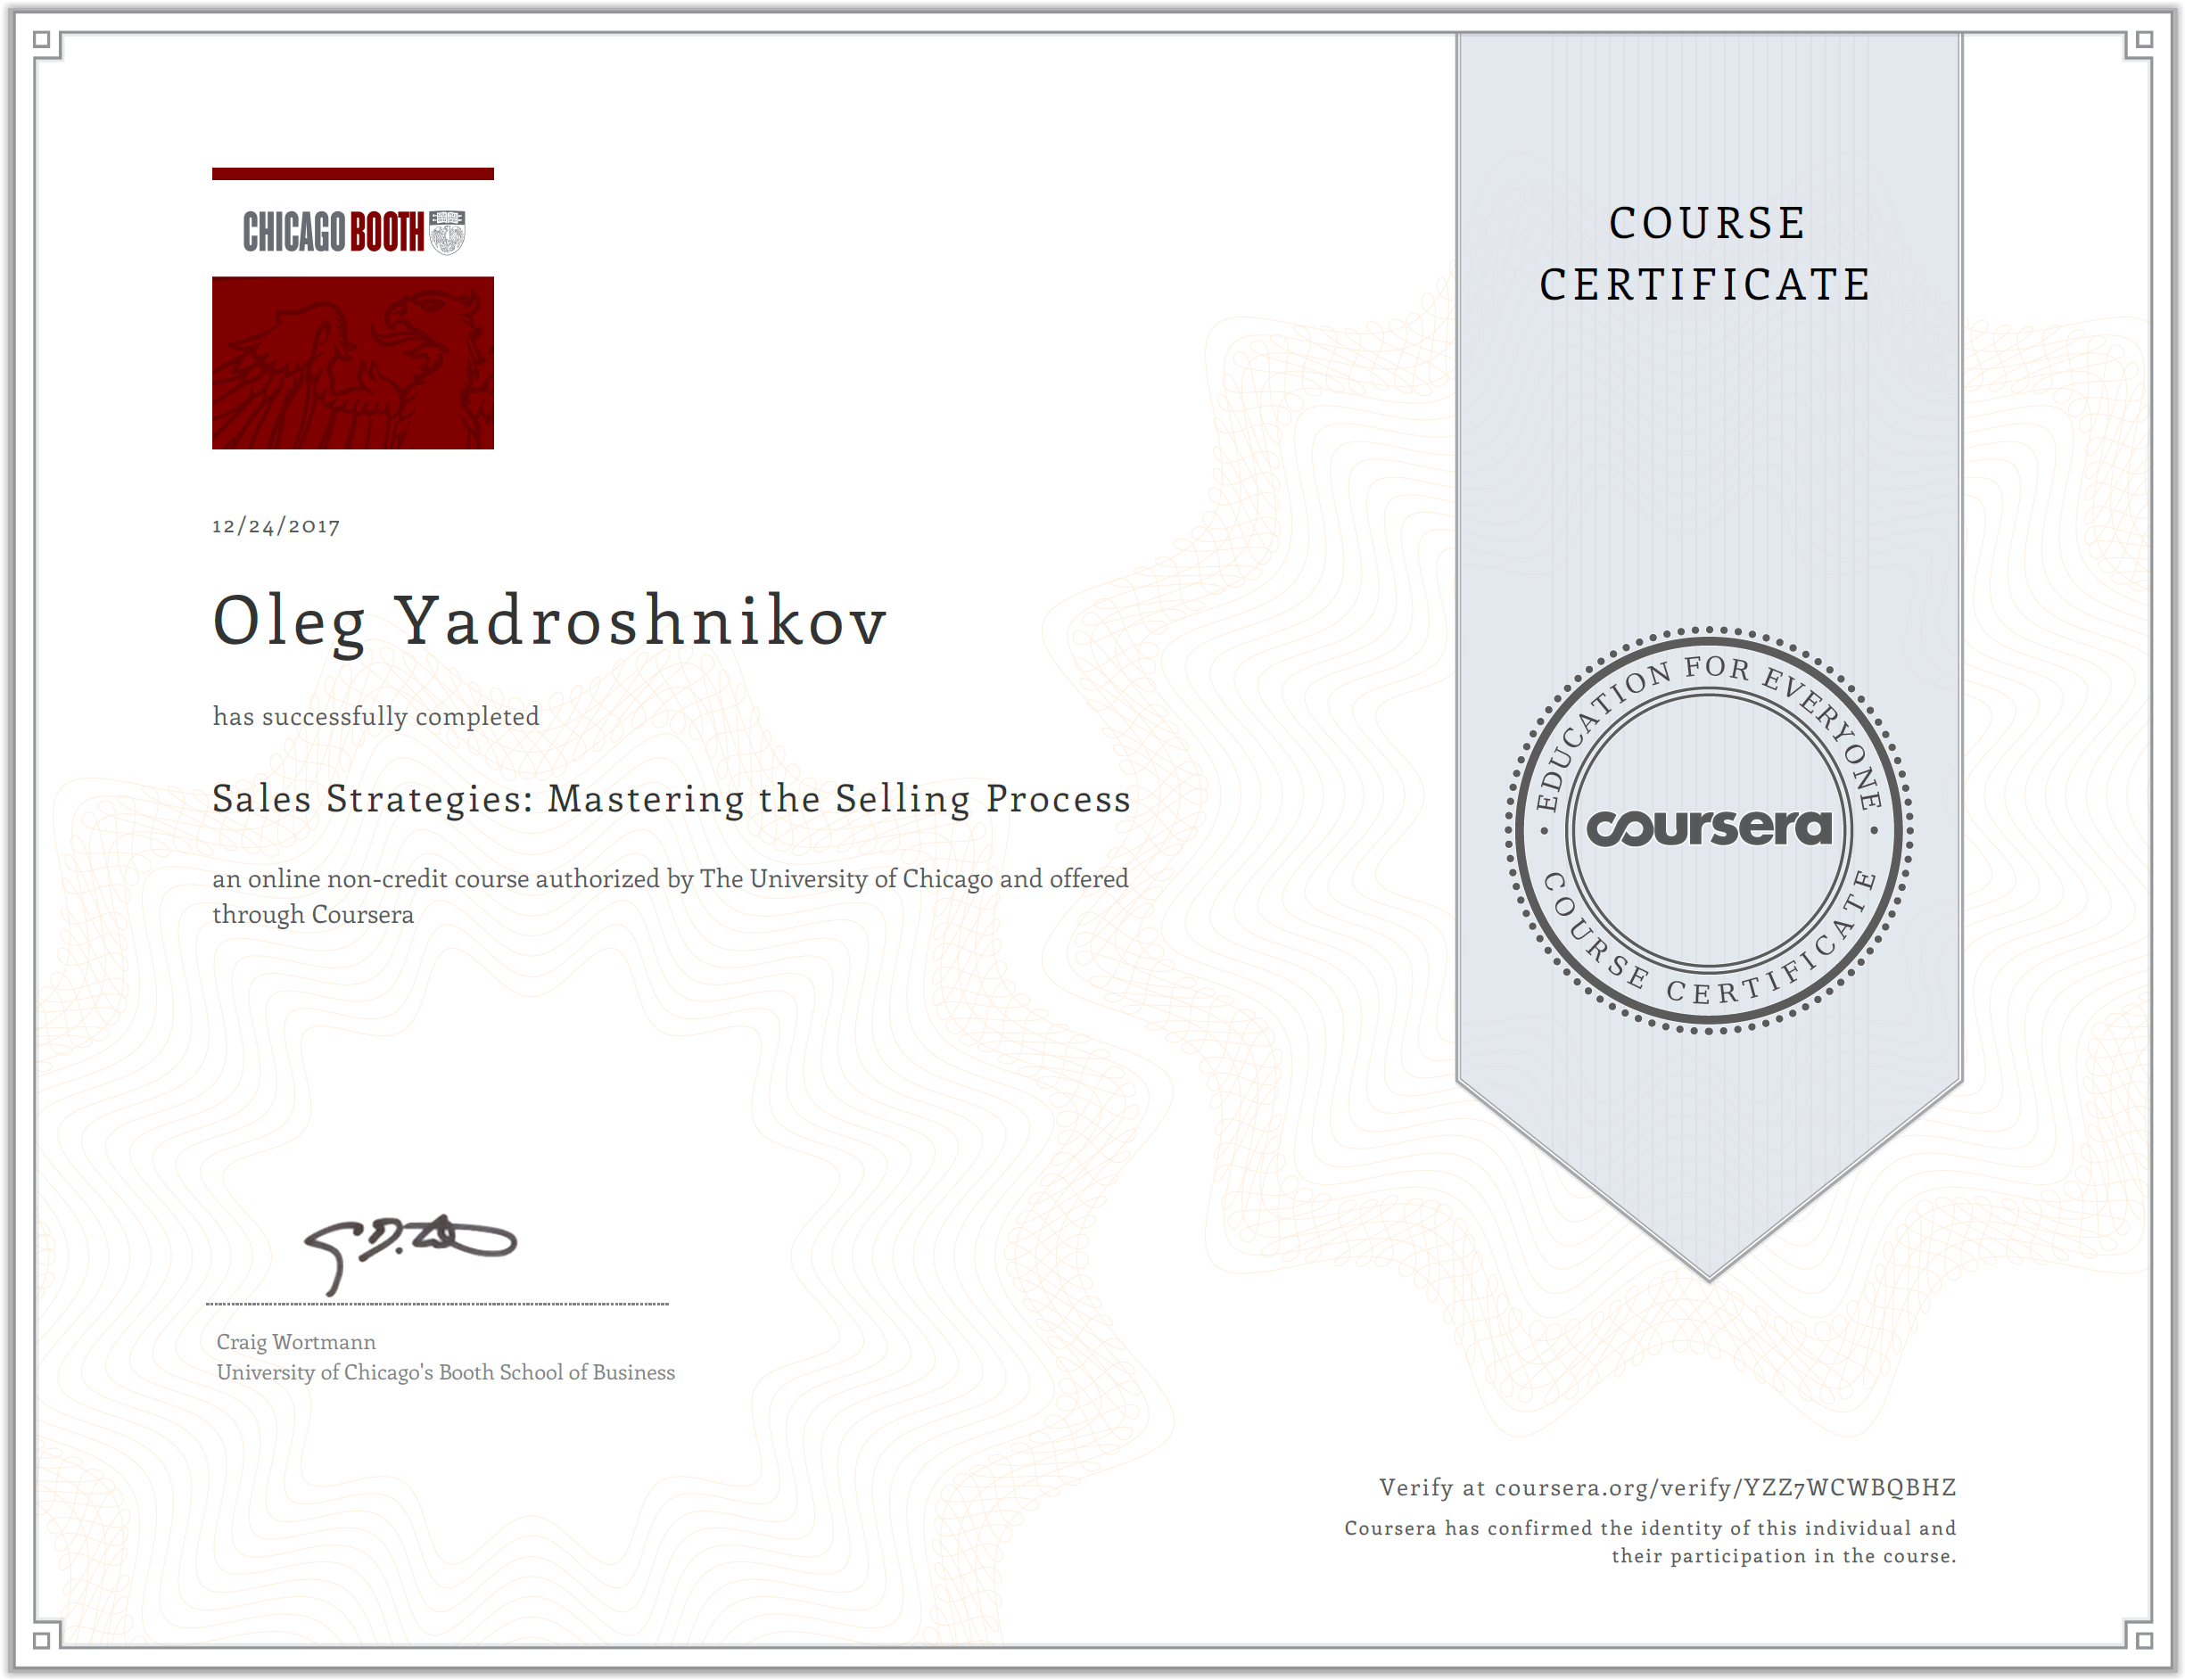 CHICAGO BOOTH
12/24/2017
Oleg Yadroshnikov
has successfully completed
Sales Strategies: Mastering the Selling Process
an online non-credit course authorized by The University of Chicago and offered
through Coursera
Craig Wortmann
University of Chicago's Booth School of Business
COURSE
CERTIFICATE
EDUCATION FOR EVERYONE
coursera
COURSE CERTIFICATE
Verify at coursera.org/verify/YZZ7WCWBQBHZ
Coursera has confirmed the identity of this individual and
their participation in the course.